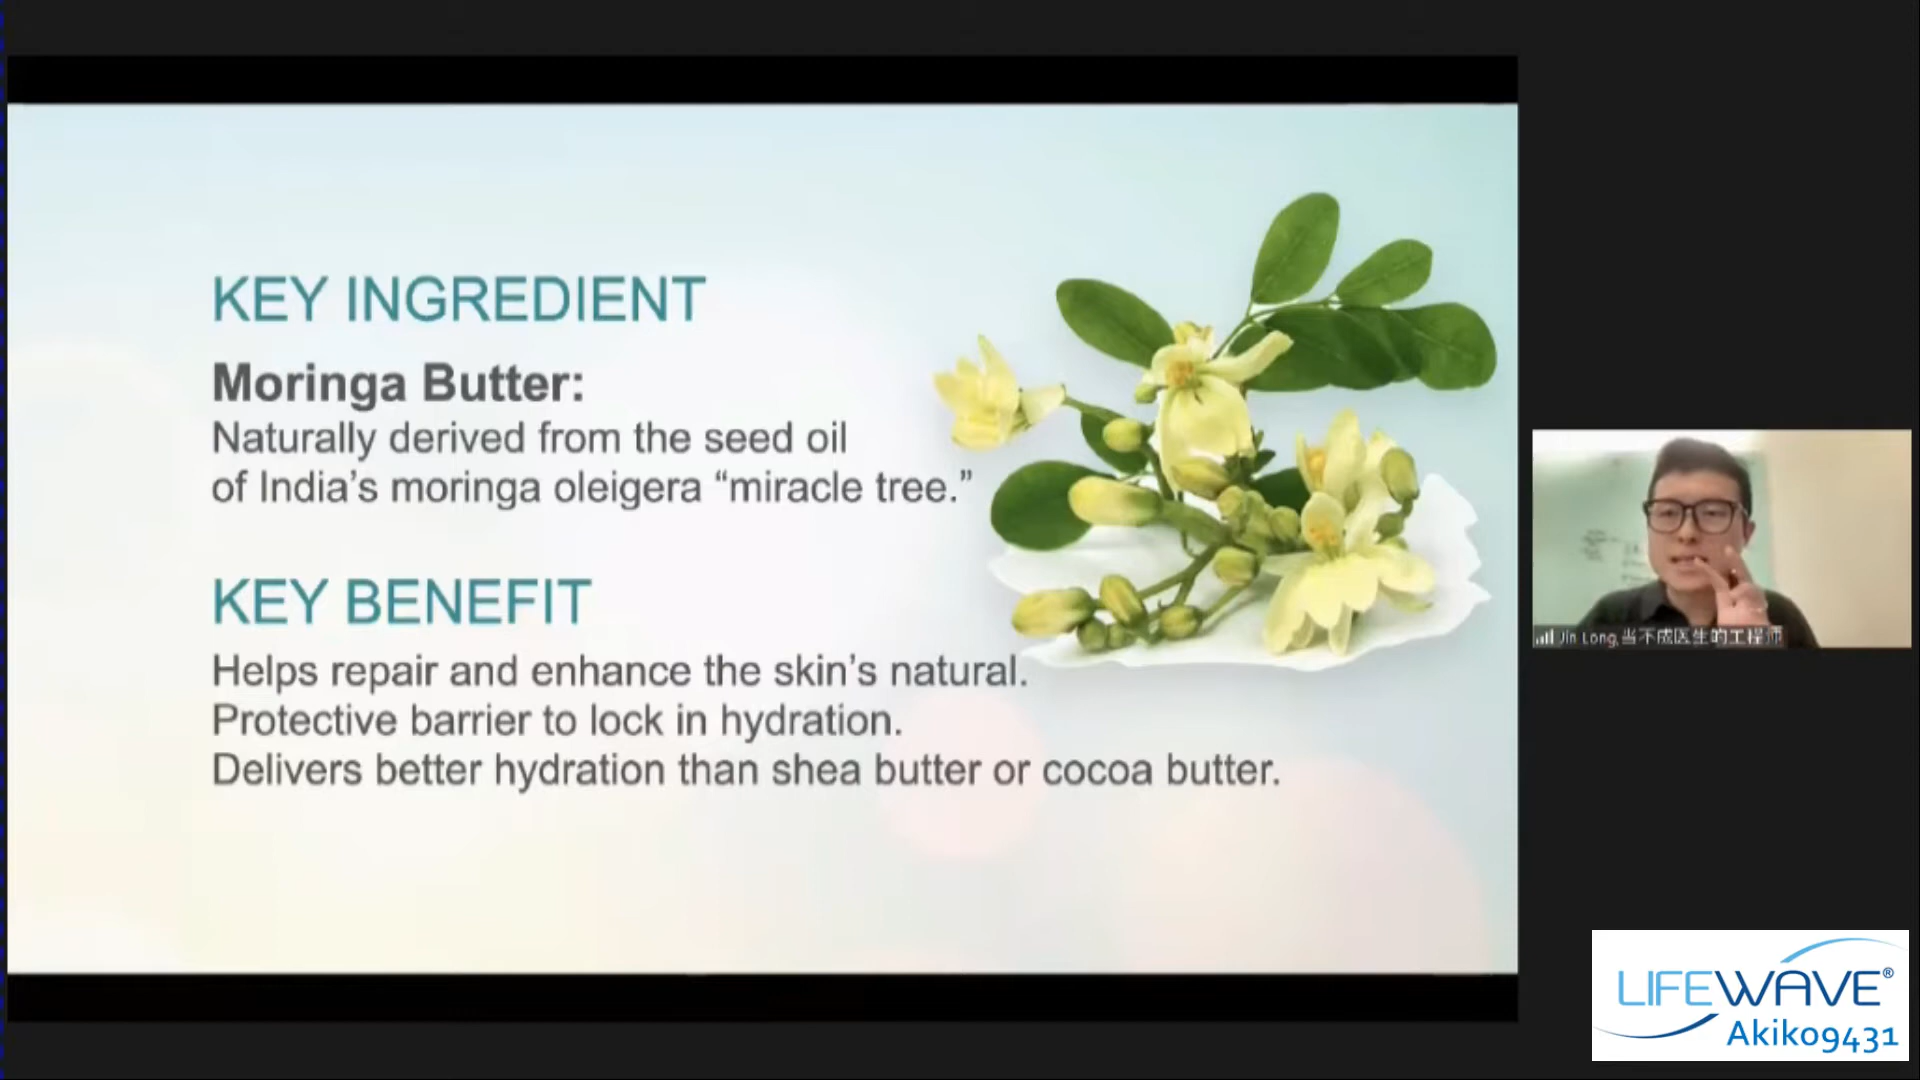 KEY INGREDIENT
Moringa Butter:
Naturally derived from the seed oil
of India's moringa oleigera “miracle tree.”
KEY BENEFIT
Helps repair and enhance the skin's natural.
Protective barrier to lock in hydration.
Delivers better hydration than shea butter or cocoa butter.
Jin Long,当不成医生的工程师
LIFEWAVE®
Akiko9431